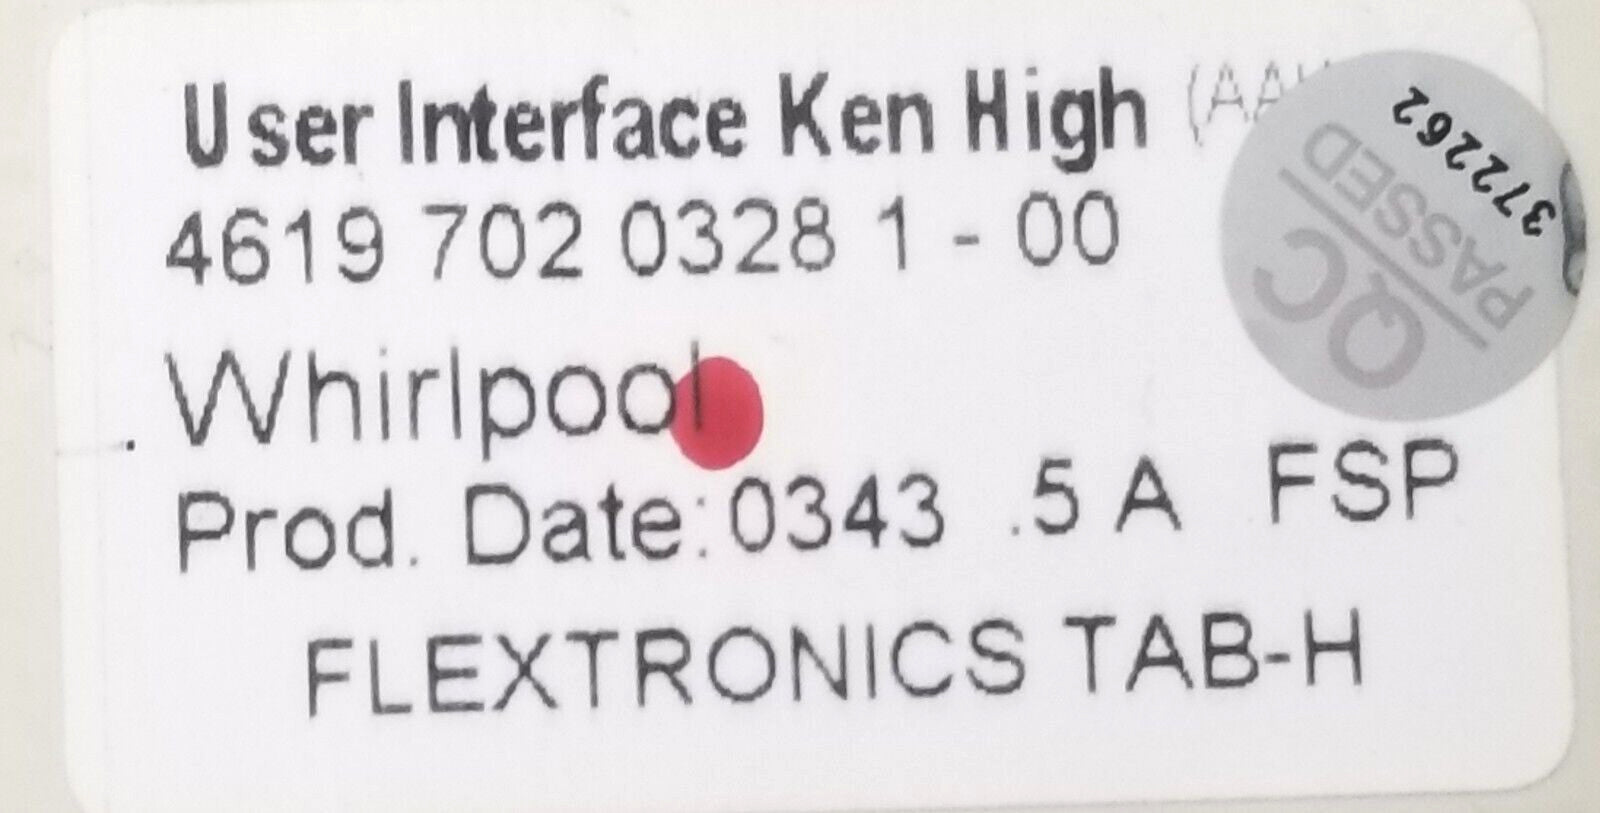 User Interface Ken High
4619 702 0328 1 - 00
Whirlpool
Prod. Date:0343 .5 A FSP
FLEXTRONICS TAB-H
QC
PASSED
372262